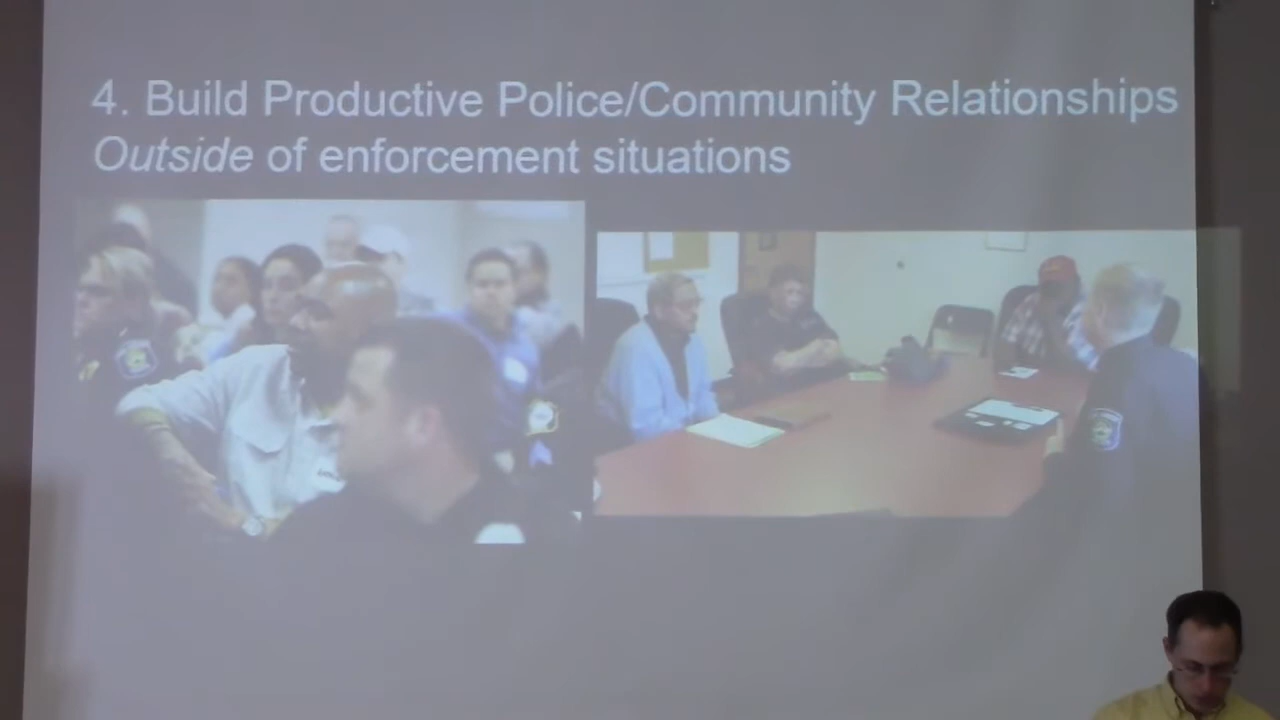 4. Build Productive Police/Community Relationships
Outside of enforcement situations